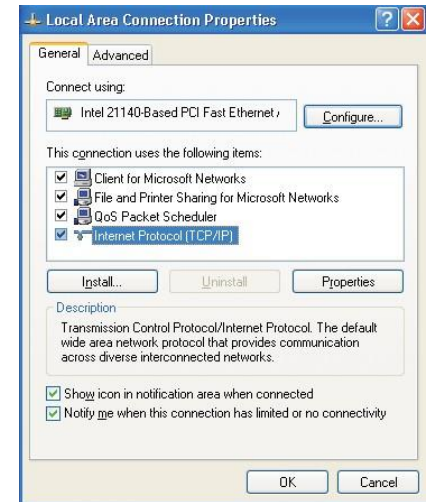 Local Area Connection Properties
General Advanced
Connect using:
Intel 21140-Based PCI Fast Ethernet
Configure...
This connection uses the following items:
Client for Microsoft Networks
File and Printer Sharing for Microsoft Networks
QoS Packet Scheduler
Internet Protocol (TCP/IP)
Install... Uninstall Properties
Description
Transmission Control Protocol/Internet Protocol. The default
wide area network protocol that provides communication
across diverse interconnected networks.
Show icon in notification area when connected
Notify me when this connection has limited or no connectivity
OK Cancel